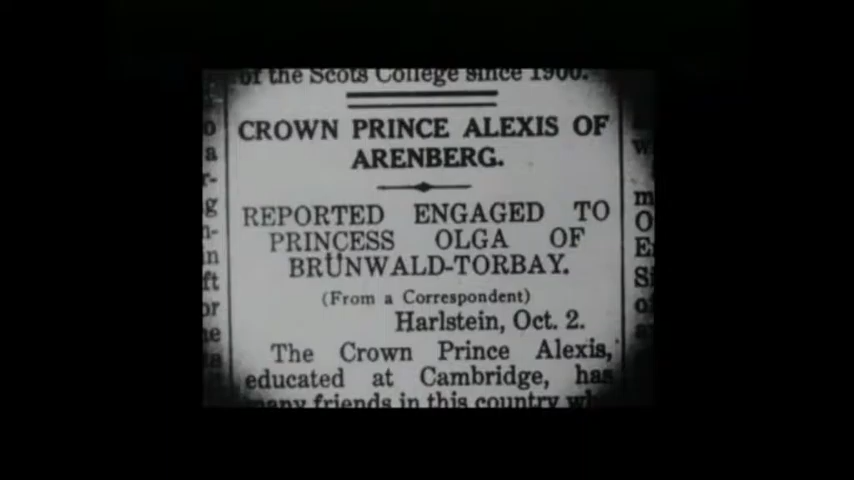 of the Scots College since 1900.
CROWN PRINCE ALEXIS OF
ARENBERG.
REPORTED ENGAGED TO
PRINCESS OLGA OF
BRUNWALD-TORBAY.
(From a Correspondent)
Harlstein, Oct. 2.
The Crown Prince Alexis,
educated at Cambridge, has
many friends in this country